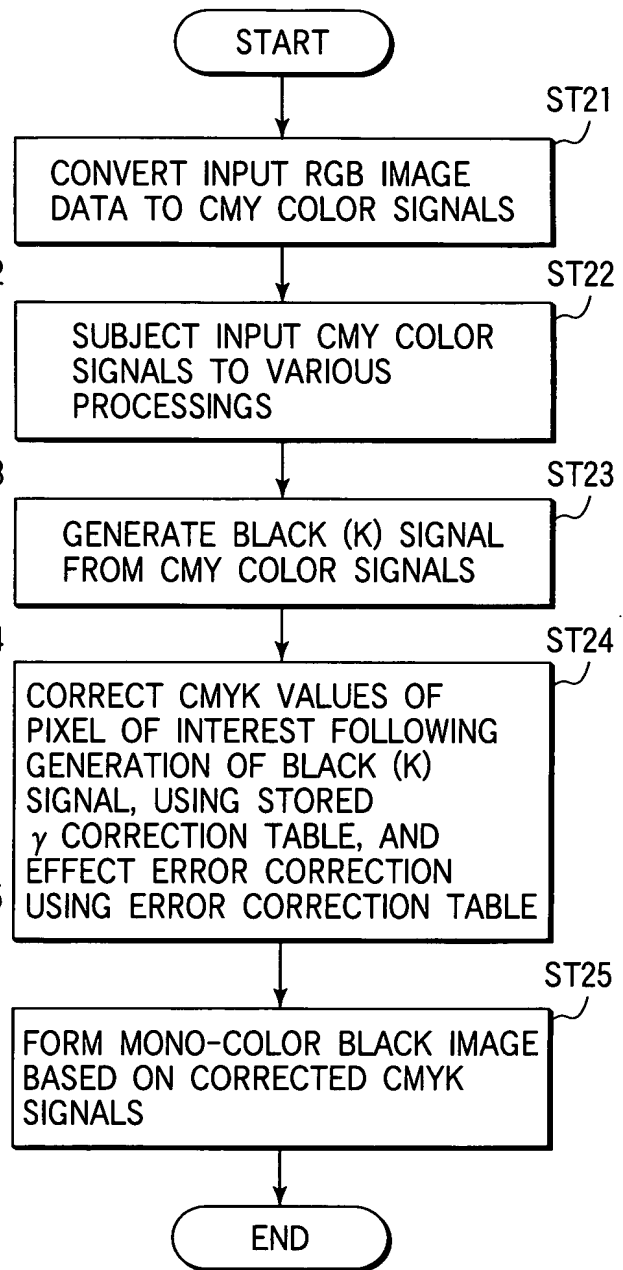 START
ST21
CONVERT INPUT RGB IMAGE
DATA TO CMY COLOR SIGNALS
ST22
SUBJECT INPUT CMY COLOR
SIGNALS TO VARIOUS
PROCESSINGS
ST23
GENERATE BLACK (K) SIGNAL
FROM CMY COLOR SIGNALS
ST24
CORRECT CMYK VALUES OF
PIXEL OF INTEREST FOLLOWING
GENERATION OF BLACK (K)
SIGNAL, USING STORED
γ CORRECTION TABLE, AND
EFFECT ERROR CORRECTION
USING ERROR CORRECTION TABLE
ST25
FORM MONO-COLOR BLACK IMAGE
BASED ON CORRECTED CMYK
SIGNALS
END